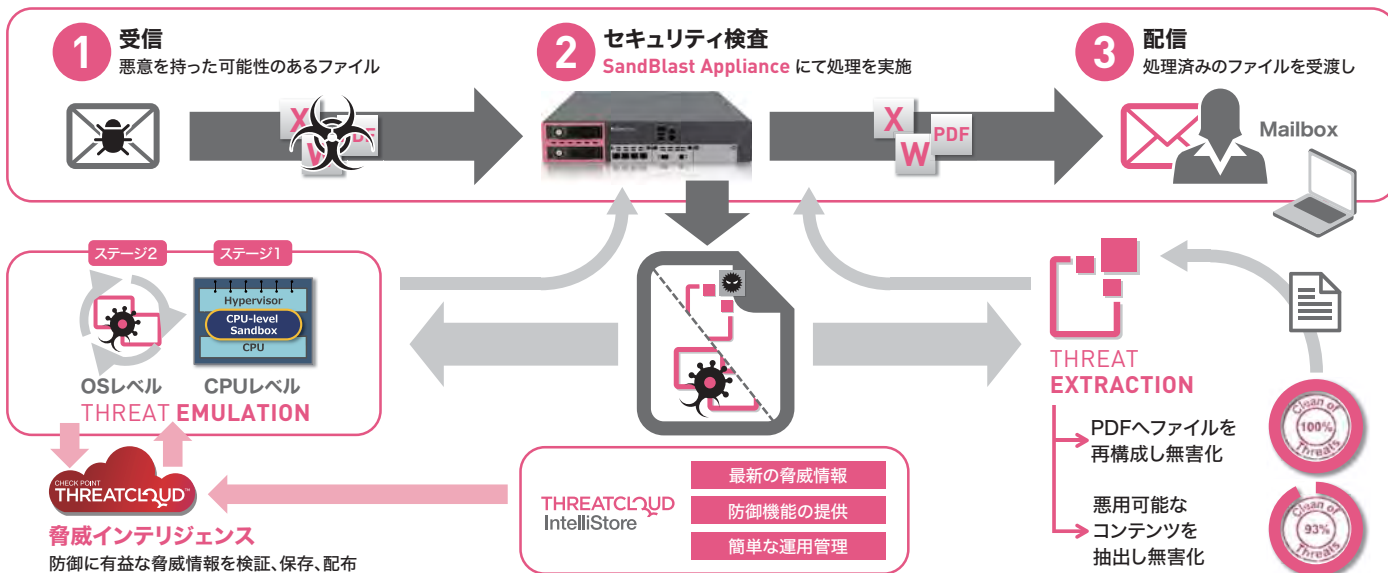 1
受信
悪意を持った可能性のあるファイル
X
W
DF
2
セキュリティ検査
SandBlast Appliance にて処理を実施
X
W
PDF
3
配信
処理済みのファイルを受渡し
Mailbox
ステージ2
ステージ1
Hypervisor
CPU-level
Sandbox
CPU
OSレベル
CPUレベル
THREAT EMULATION
CHECK POINT
THREATCLOUD™
脅威インテリジェンス
防御に有益な脅威情報を検証、保存、配布
THREATCLOUD
IntelliStore
最新の脅威情報
防御機能の提供
簡単な運用管理
THREAT
EXTRACTION
PDFへファイルを
再構成し無害化
Clean of
100%
Threats
悪用可能な
コンテンツを
抽出し無害化
Clean of
93%
Threats